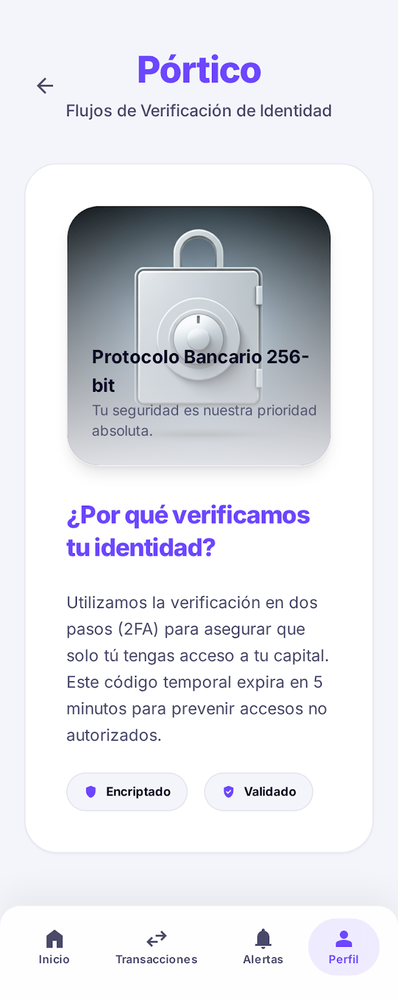 Pórtico
Flujos de Verificación de Identidad
Protocolo Bancario 256-
bit
Tu seguridad es nuestra prioridad
absoluta.
¿Por qué verificamos
tu identidad?
Utilizamos la verificación en dos
pasos (2FA) para asegurar que
solo tú tengas acceso a tu capital.
Este código temporal expira en 5
minutos para prevenir accesos no
autorizados.
Encriptado
Validado
Inicio
Transacciones
Alertas
Perfil